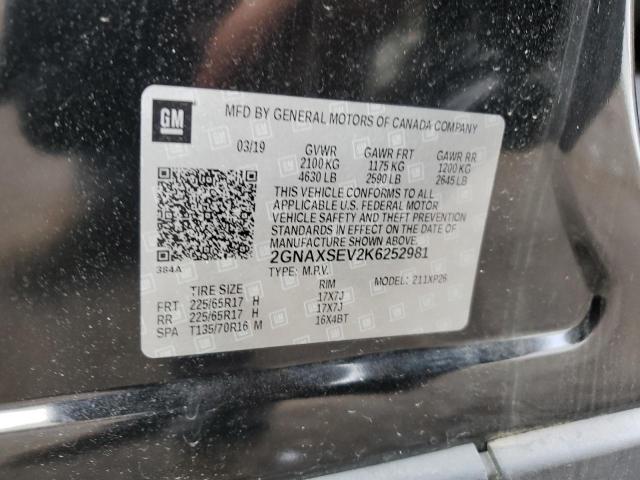 GM
MFD BY GENERAL MOTORS OF CANADA COMPANY
03/19 GVWR GAWR FRT GAWR RR
2100 KG 1175 KG 1200 KG
4630 LB 2590 LB 2645 LB
THIS VEHICLE CONFORMS TO ALL
APPLICABLE U.S. FEDERAL MOTOR
VEHICLE SAFETY AND THEFT PREVENTION
STANDARDS IN EFFECT ON THE DATE OF
MANUFACTURE SHOWN ABOVE.
384A 2GNAXSEV2K6252981
TYPE: M.P.V. MODEL: 211XP26
TIRE SIZE RIM
FRT 225/65R17 H 17X7J
RR 225/65R17 H 17X7J
SPA T135/70R16 M 16X4BT